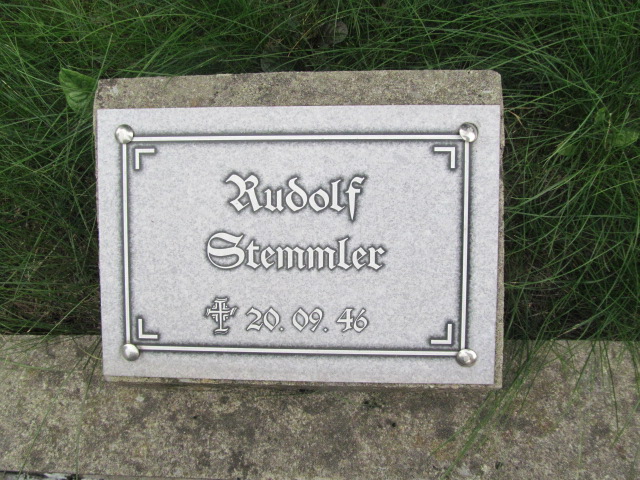 Rudolf
Stemmler
20. 09. 46